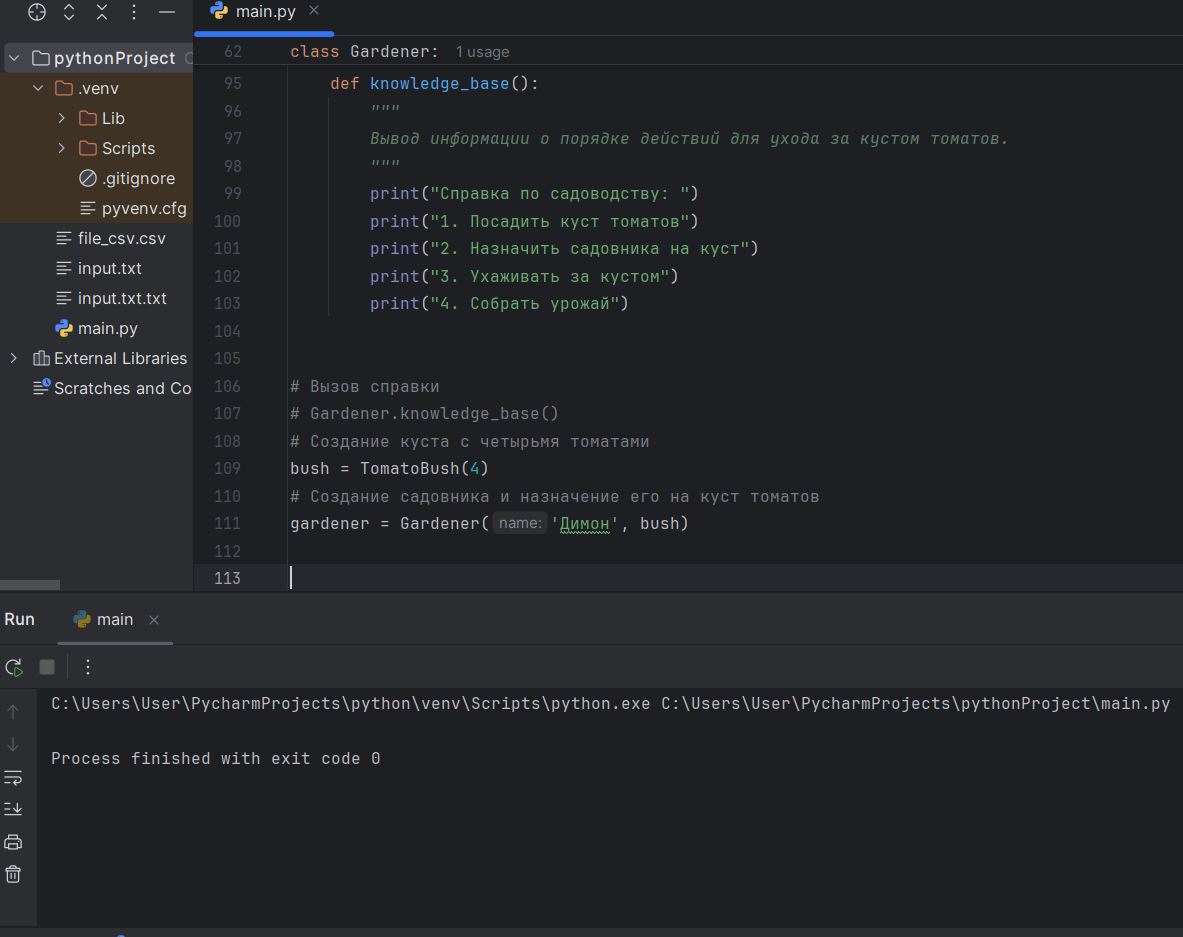 main.py
pythonProject
.venv
Lib
Scripts
.gitignore
pyvenv.cfg
file_csv.csv
input.txt
input.txt.txt
main.py
External Libraries
Scratches and Co
62 class Gardener: 1 usage
95 def knowledge_base():
96 """
97 Вывод информации о порядке действий для ухода за кустом томатов.
98 """
99 print("Справка по садоводству: ")
100 print("1. Посадить куст томатов")
101 print("2. Назначить садовника на куст")
102 print("3. Ухаживать за кустом")
103 print("4. Собрать урожай")
104
105
106 # Вызов справки
107 # Gardener.knowledge_base()
108 # Создание куста с четырьмя томатами
109 bush = TomatoBush(4)
110 # Создание садовника и назначение его на куст томатов
111 gardener = Gardener( name: 'Димон', bush)
112
113
Run main
C:\Users\User\PycharmProjects\python\venv\Scripts\python.exe C:\Users\User\PycharmProjects\pythonProject\main.py
Process finished with exit code 0